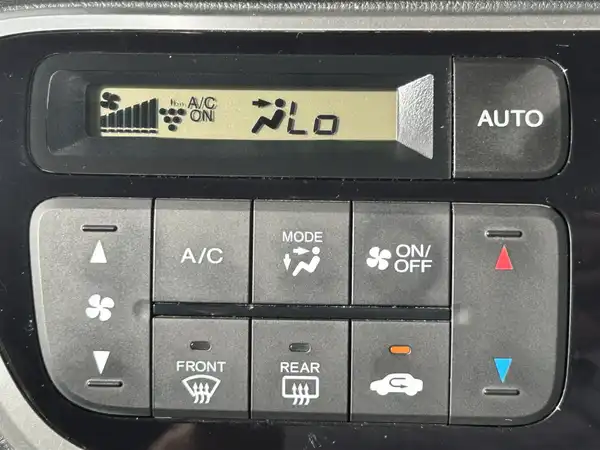 A/C
ON
Lo
AUTO
A/C
MODE
ON/
OFF
FRONT
REAR